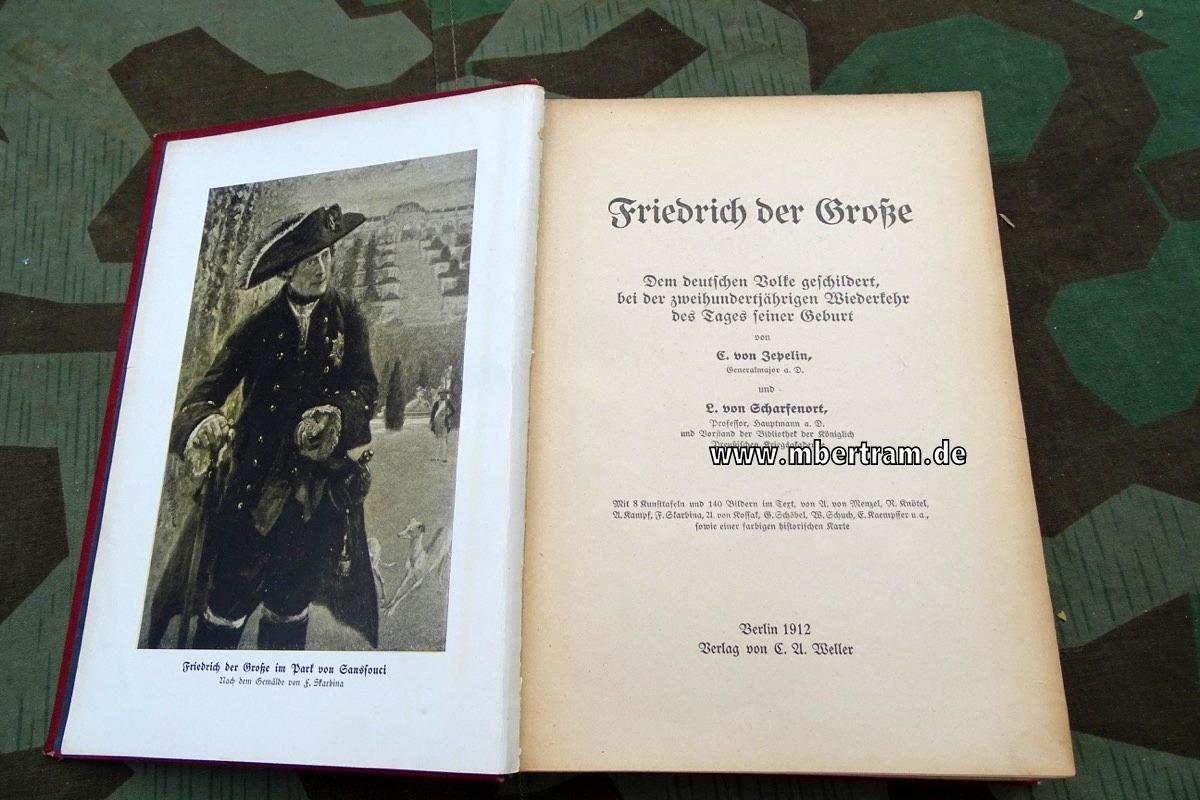 Friedrich der Große im Park von Sanssouci
Nach dem Gemälde von F. Skarbina
Friedrich der Große
Dem deutschen Volke geschildert,
bei der zweihundertjährigen Wiederkehr
des Tages seiner Geburt
von
C. von Zepelin,
Generalmajor a. D.
und
L. von Scharfenort,
Professor, Hauptmann a. D.
und Vorstand der Bibliothek der Königlich
Preußischen
www.mbertram.de
Mit 8 Kunsttafeln und 140 Bildern im Text, von A. von Menzel, R. Knötel,
A. Kampf, F. Skarbina, A. von Kossak, G. Schöbel, W. Schuch, E. Kaempffer u. a.,
sowie einer farbigen historischen Karte
Berlin 1912
Verlag von C. A. Weller